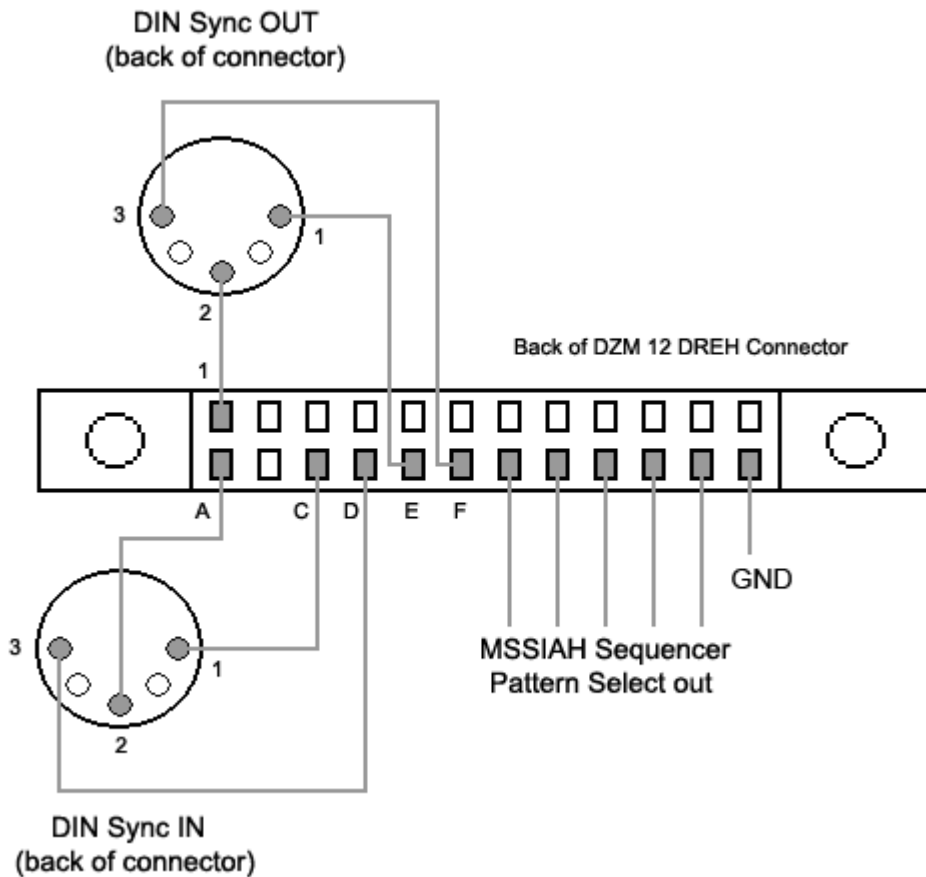 DIN Sync OUT
(back of connector)
3
1
2
1
Back of DZM 12 DREH Connector
A
C
D
E
F
GND
3
1
2
MSSIAH Sequencer
Pattern Select out
DIN Sync IN
(back of connector)